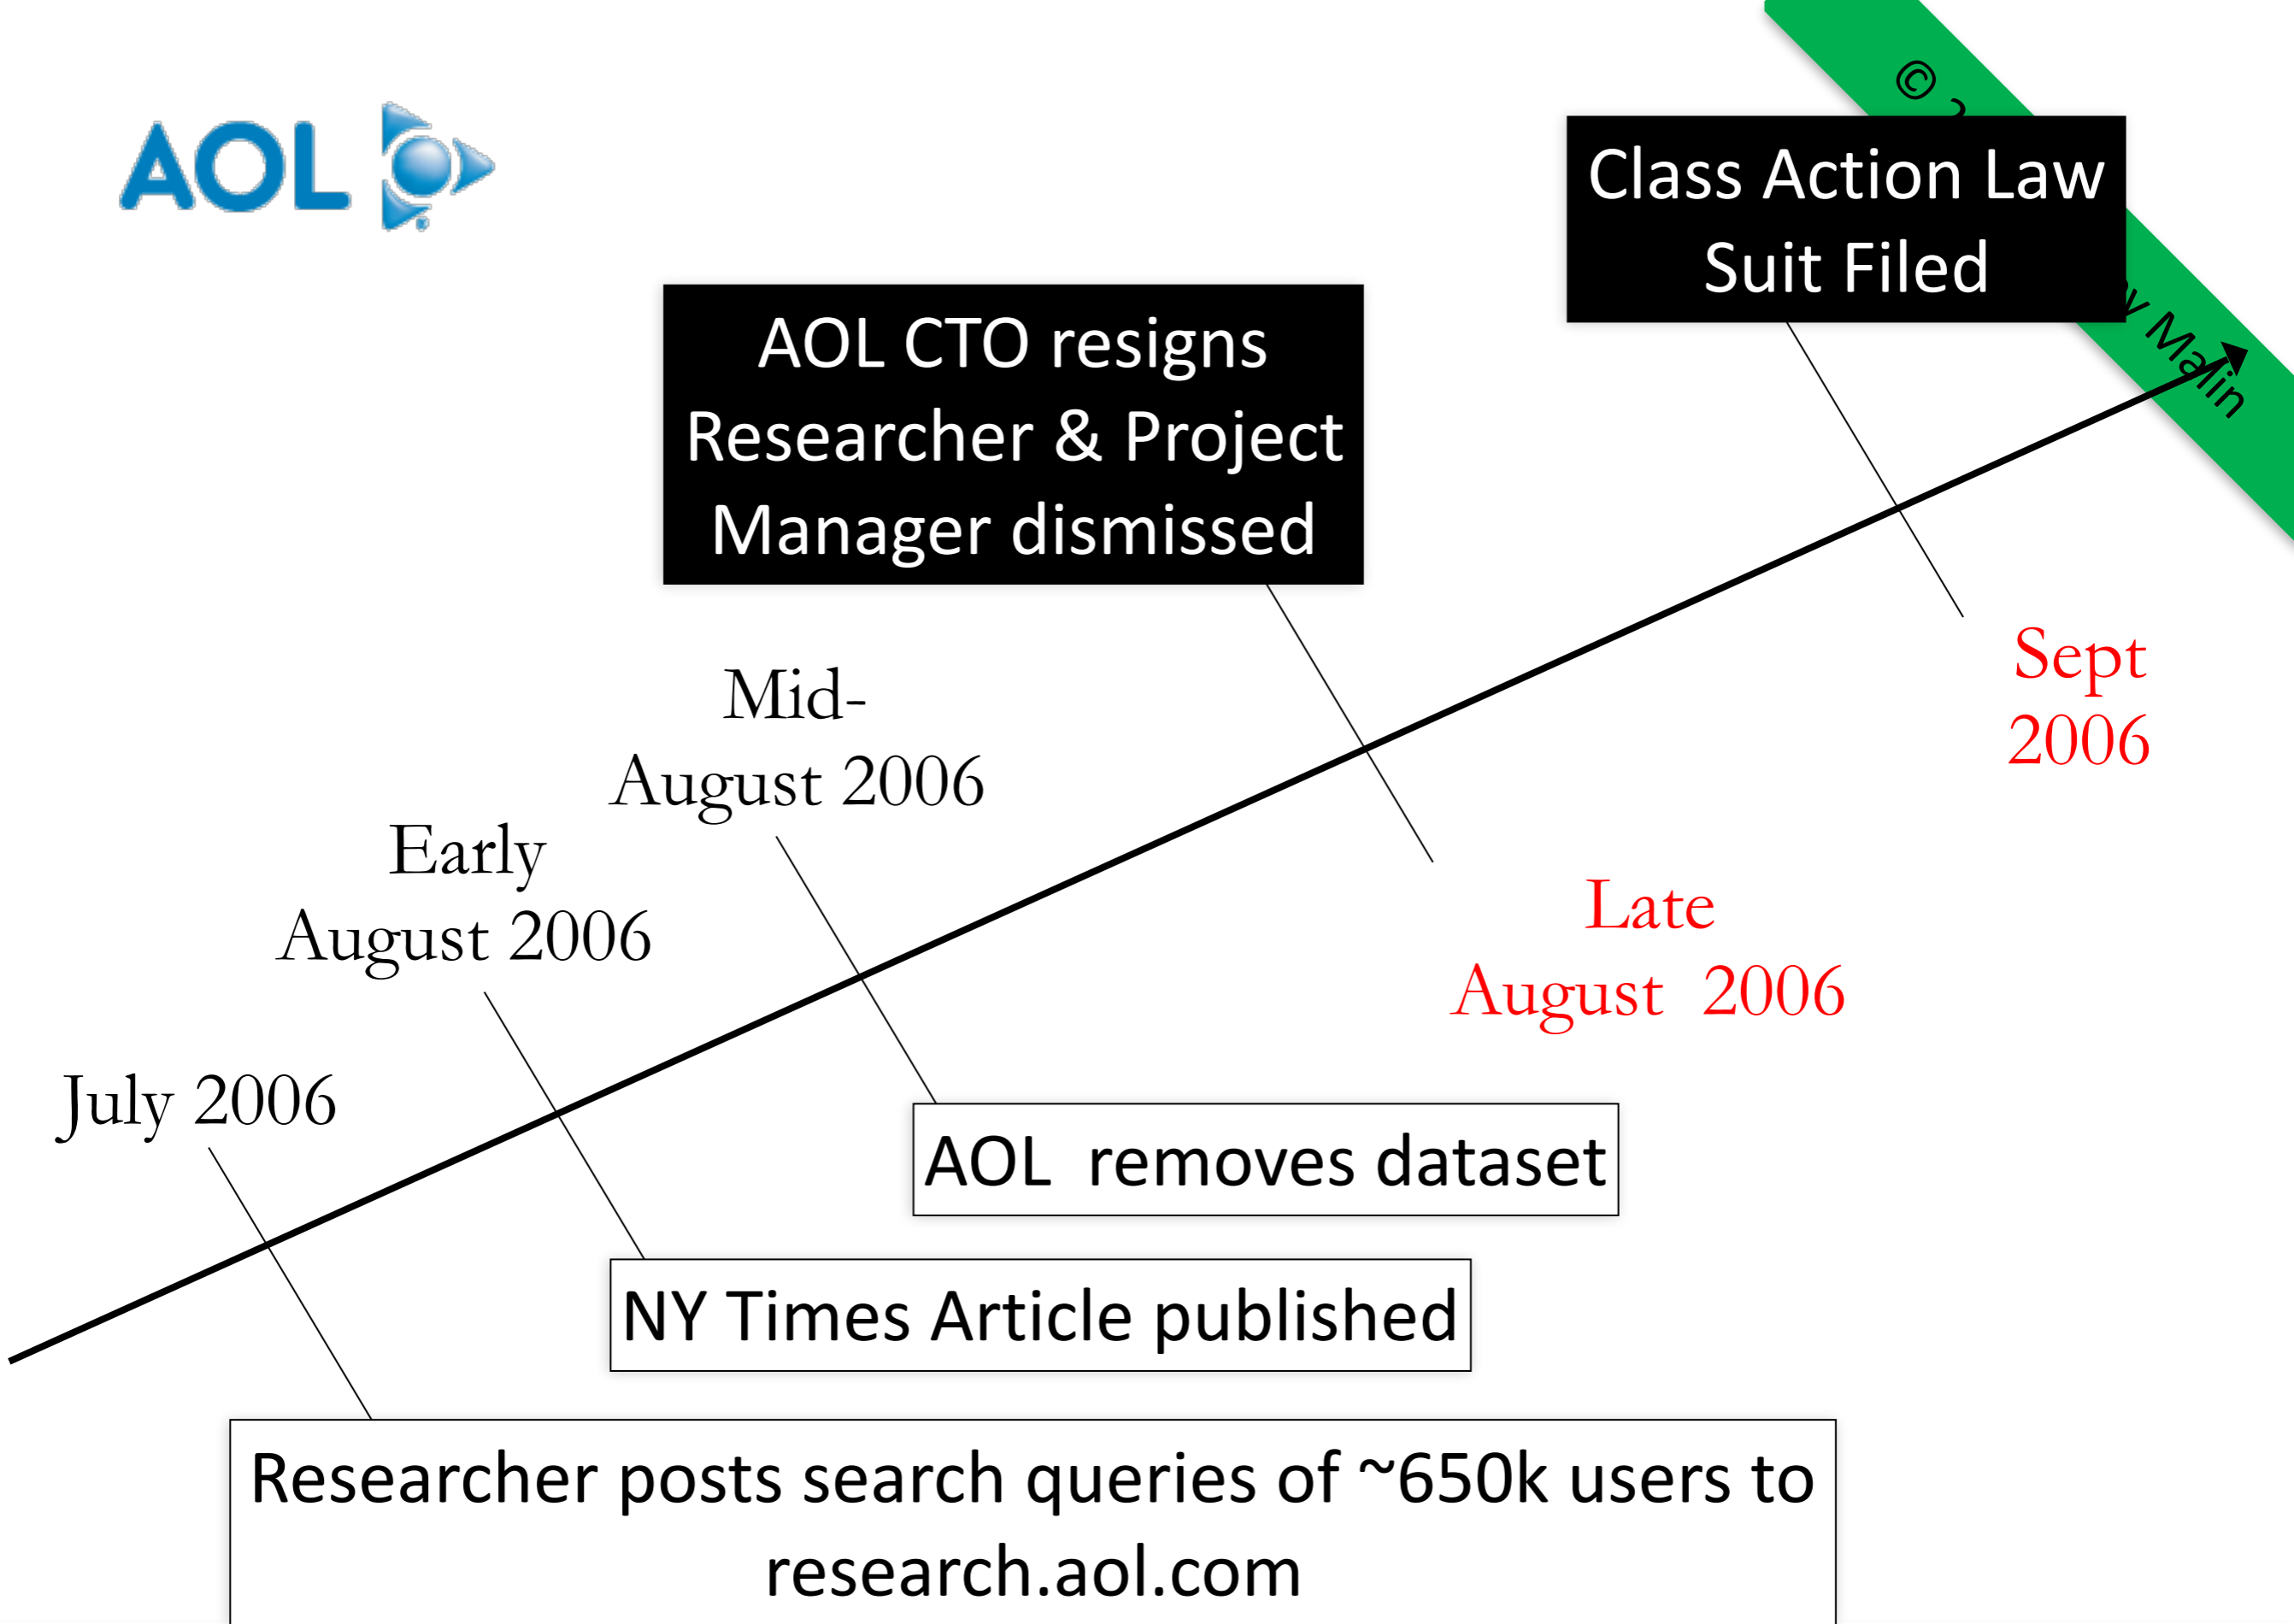 AOL
©
Malin
Class Action Law
Suit Filed
AOL CTO resigns
Researcher & Project
Manager dismissed
Sept
2006
Mid-
August 2006
Early
August 2006
Late
August 2006
July 2006
AOL removes dataset
NY Times Article published
Researcher posts search queries of ~650k users to
research.aol.com